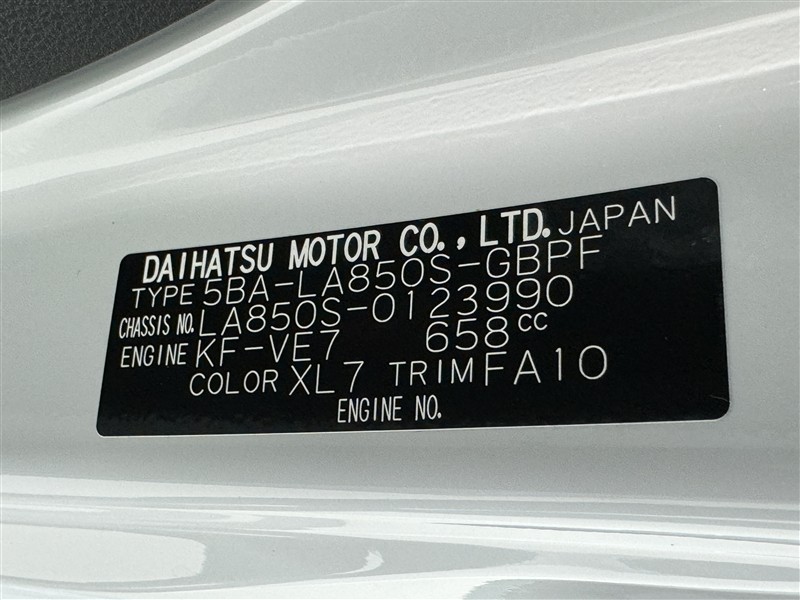 DAIHATSU MOTOR CO., LTD. JAPAN
TYPE 5BA-LA850S-GBPF
CHASSIS NO. LA850S-0123990
ENGINE KF-VE7 658cc
COLOR XL7 TRIM FA10
ENGINE NO.